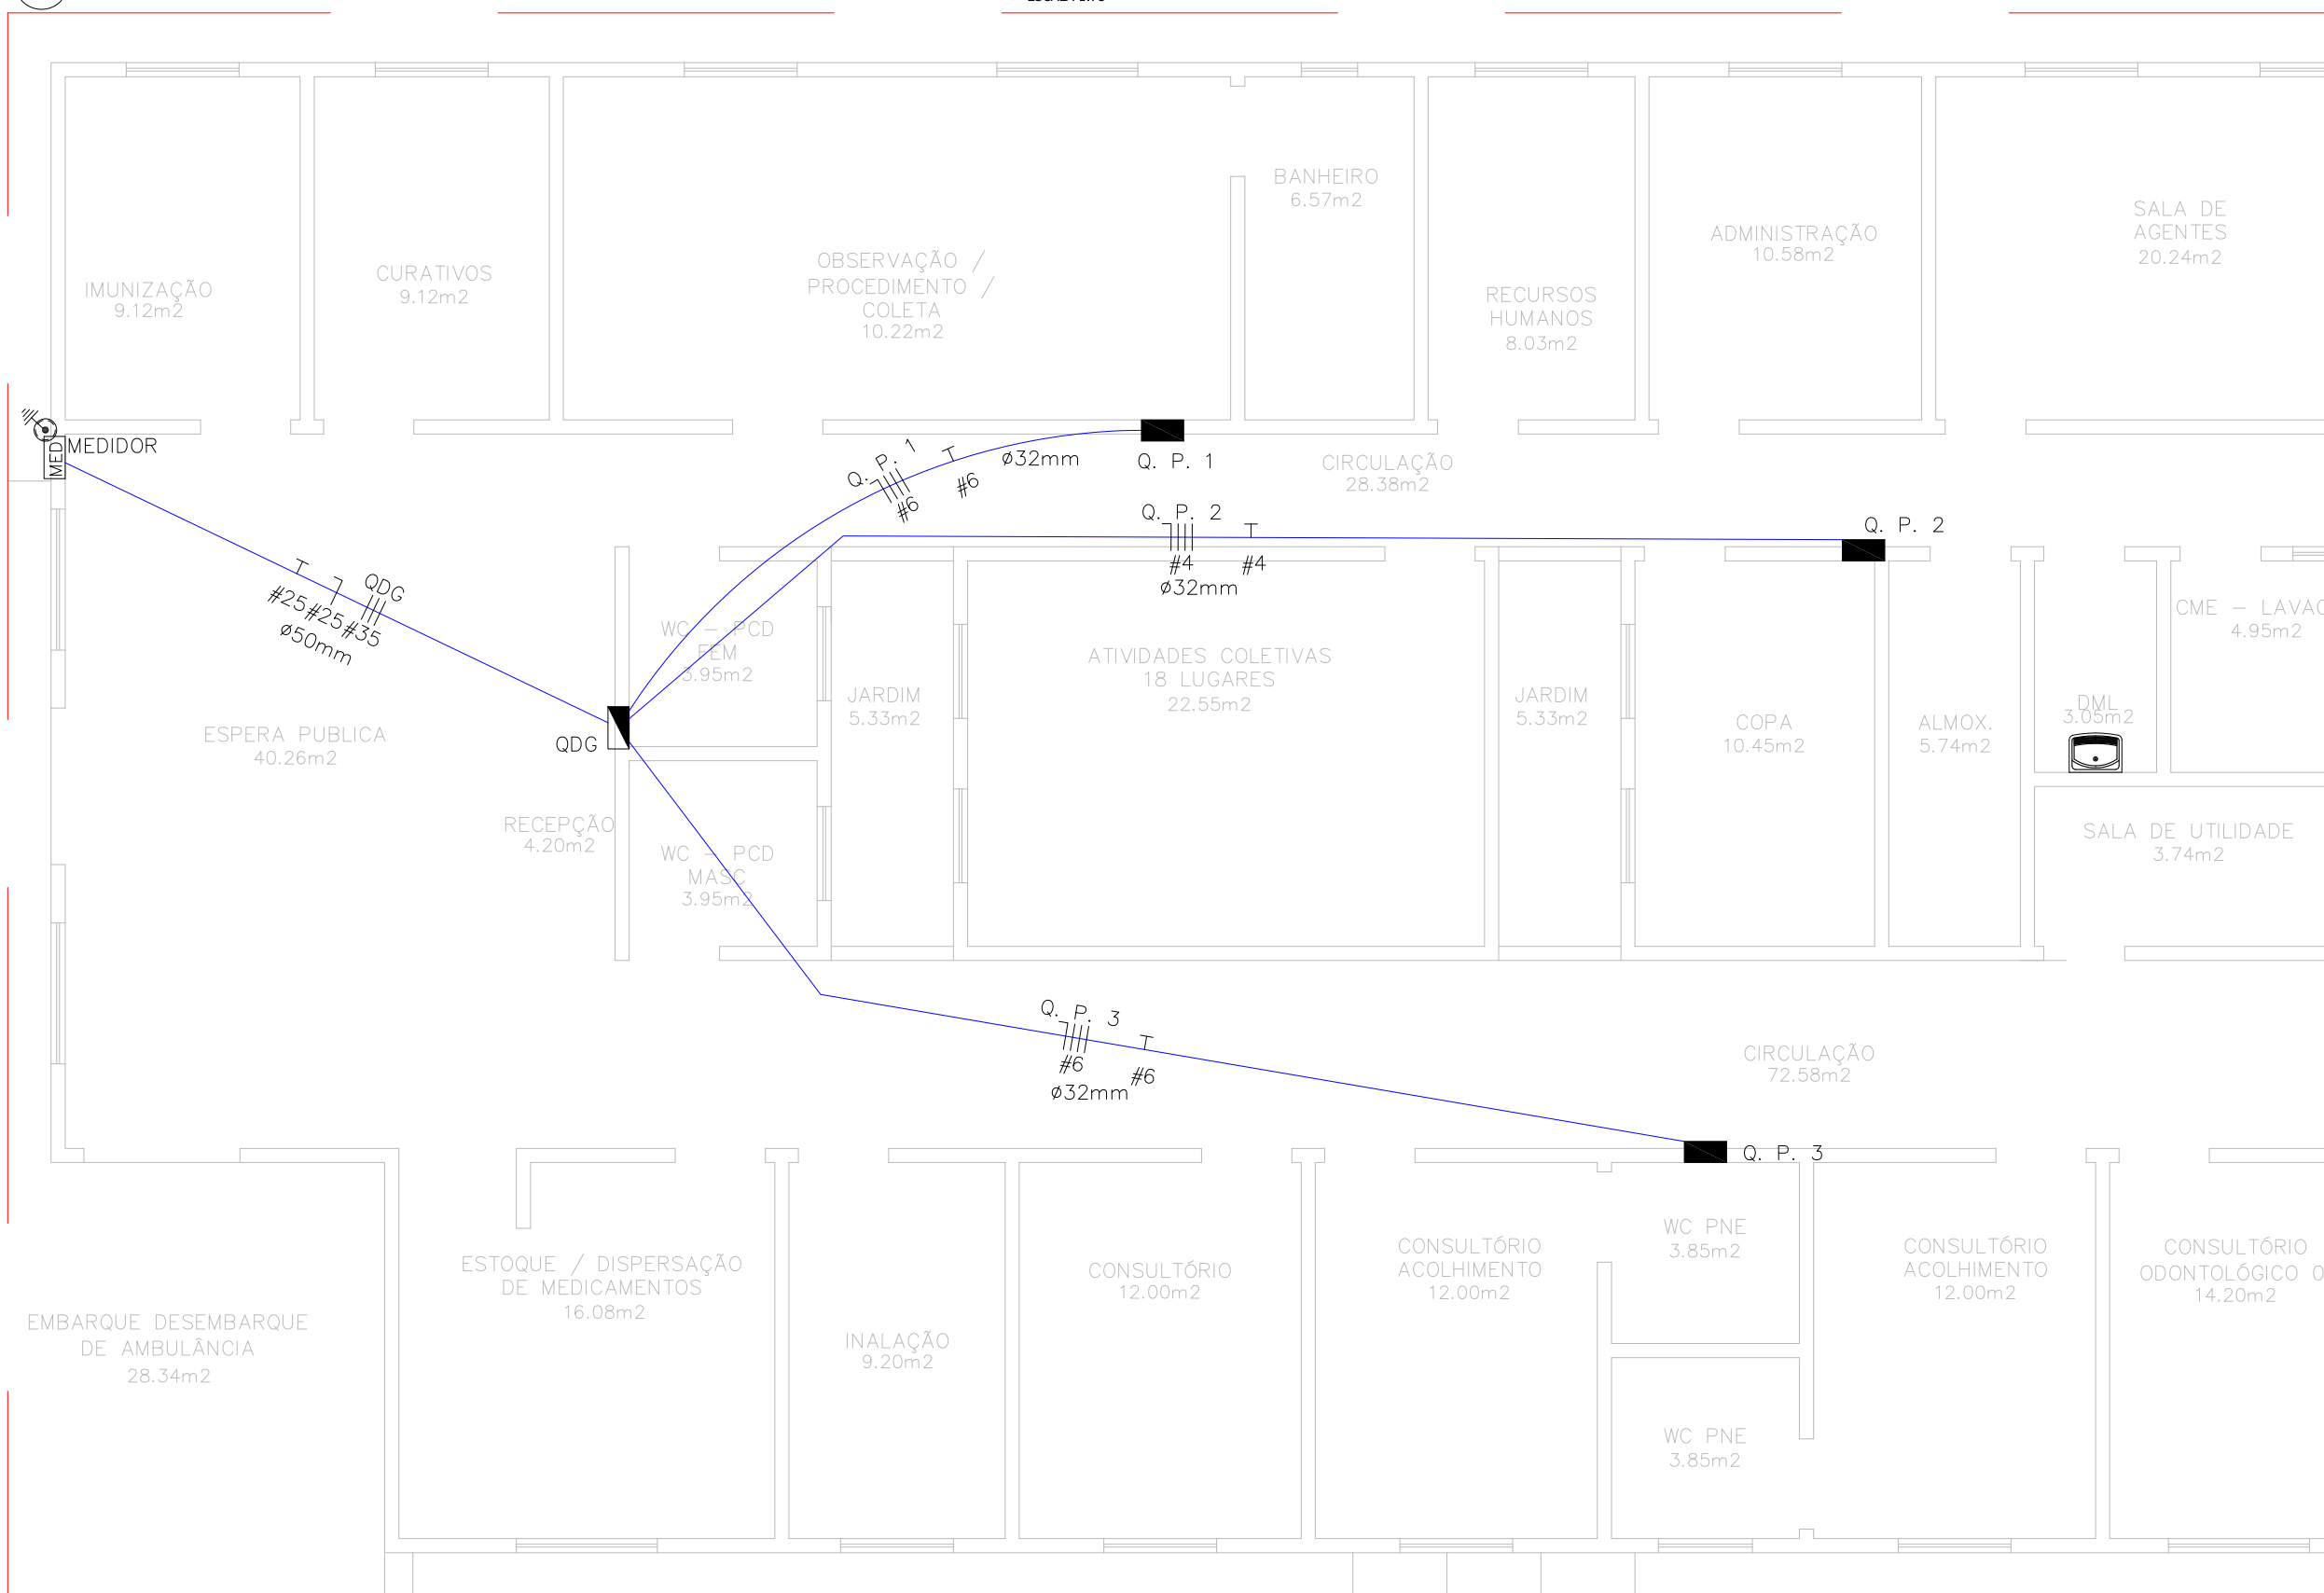 IMUNIZAÇÃO
9.12m2
CURATIVOS
9.12m2
OBSERVAÇÃO /
PROCEDIMENTO /
COLETA
10.22m2
BANHEIRO
6.57m2
RECURSOS
HUMANOS
8.03m2
ADMINISTRAÇÃO
10.58m2
SALA DE
AGENTES
20.24m2
MED
MEDIDOR
Q. P. 1
#6
#6
ø32mm
Q. P. 1
CIRCULAÇÃO
28.38m2
Q. P. 2
#4
#4
ø32mm
Q. P. 2
QDG
#25#25#35
ø50mm
WC - PCD
FEM
3.95m2
JARDIM
5.33m2
ATIVIDADES COLETIVAS
18 LUGARES
22.55m2
JARDIM
5.33m2
COPA
10.45m2
ALMOX.
5.74m2
DML
3.05m2
CME - LAVAG
4.95m2
ESPERA PUBLICA
40.26m2
QDG
RECEPÇÃO
4.20m2
WC - PCD
MASC
3.95m2
SALA DE UTILIDADE
3.74m2
Q. P. 3
#6
#6
ø32mm
CIRCULAÇÃO
72.58m2
Q. P. 3
EMBARQUE DESEMBARQUE
DE AMBULÂNCIA
28.34m2
ESTOQUE / DISPERSAÇÃO
DE MEDICAMENTOS
16.08m2
INALAÇÃO
9.20m2
CONSULTÓRIO
12.00m2
CONSULTÓRIO
ACOLHIMENTO
12.00m2
WC PNE
3.85m2
WC PNE
3.85m2
CONSULTÓRIO
ACOLHIMENTO
12.00m2
CONSULTÓRIO
ODONTOLÓGICO
14.20m2